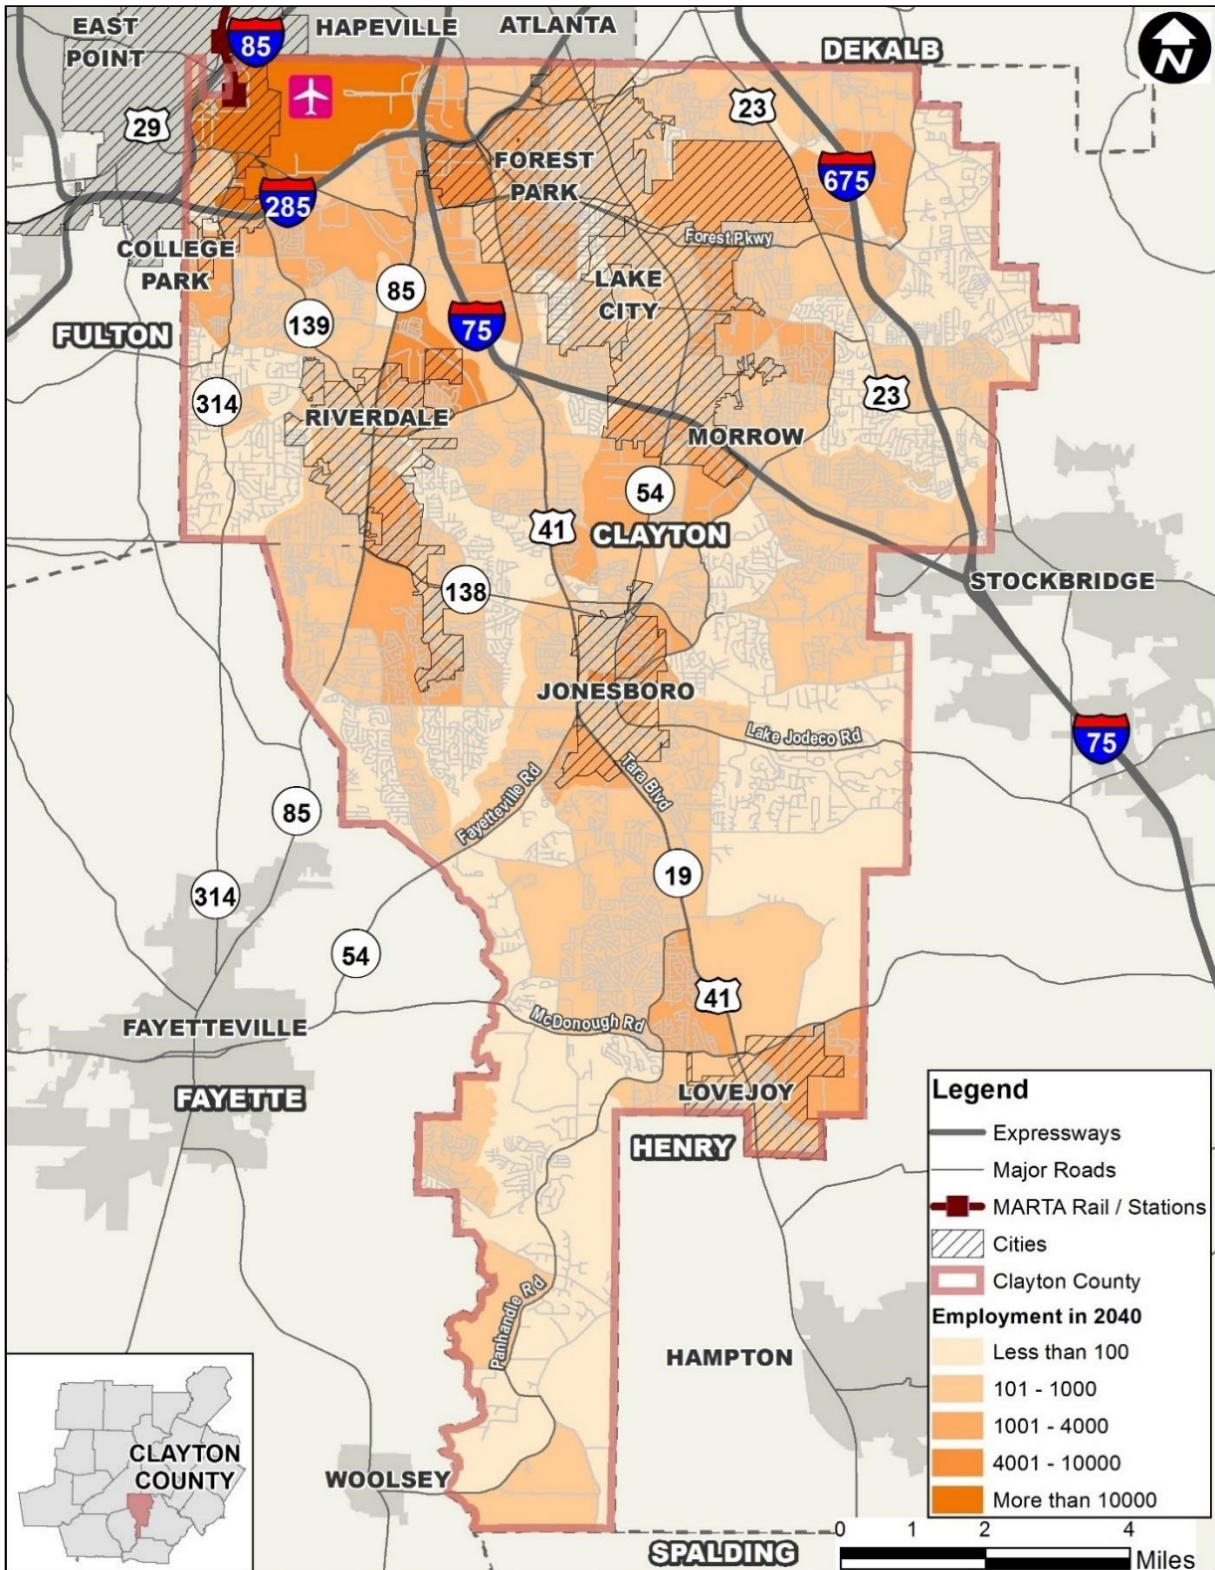 EAST
POINT
85
HAPEVILLE
ATLANTA
DEKALB
N
29
23
FOREST
PARK
675
285
COLLEGE
PARK
Forest Pkwy
LAKE
CITY
85
139
75
FULTON
314
23
RIVERDALE
MORROW
54
41
CLAYTON
138
STOCKBRIDGE
JONESBORO
Lake Jodeco Rd
75
Tara Blvd
Fayetteville Rd
85
19
314
54
41
McDonough Rd
FAYETTEVILLE
LOVEJOY
FAYETTE
HENRY
Panhandle Rd
HAMPTON
WOOLSEY
SPALDING
Legend
Expressways
Major Roads
MARTA Rail / Stations
Cities
Clayton County
Employment in 2040
Less than 100
101 - 1000
1001 - 4000
4001 - 10000
More than 10000
0 1 2 4
Miles
CLAYTON
COUNTY